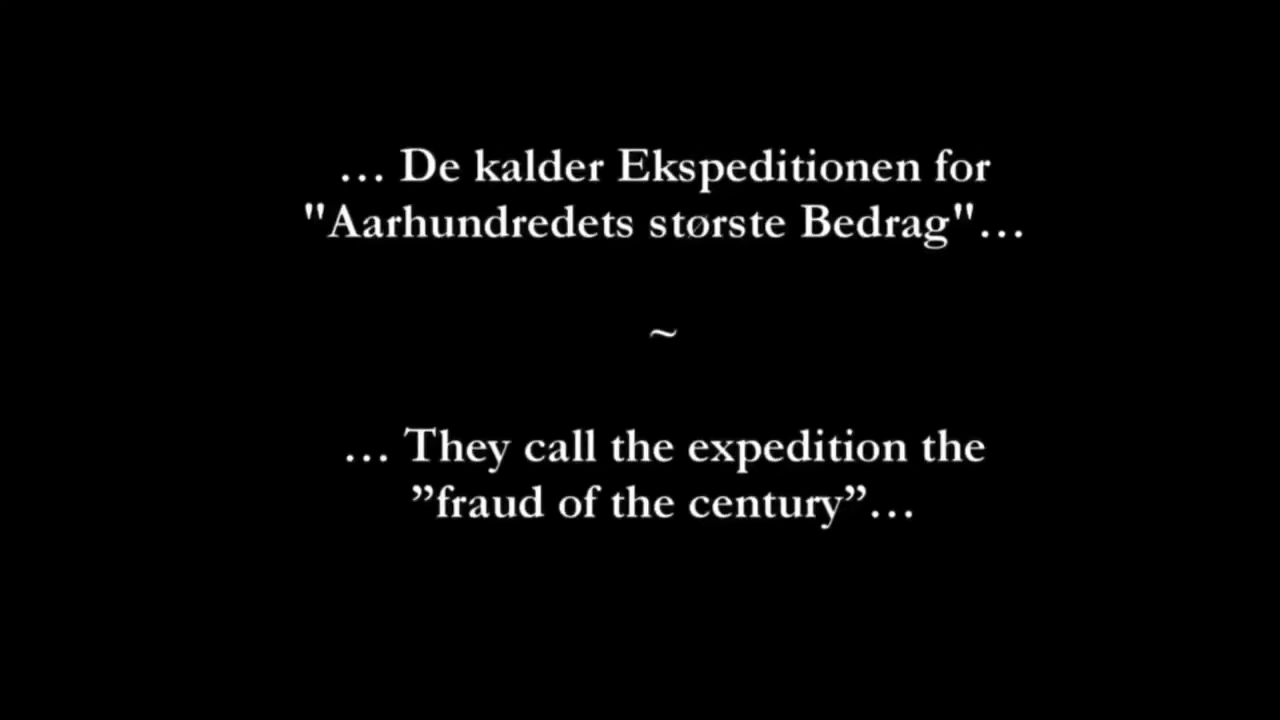 … De kalder Ekspeditionen for
"Aarhundredets største Bedrag"…
~
… They call the expedition the
”fraud of the century”…